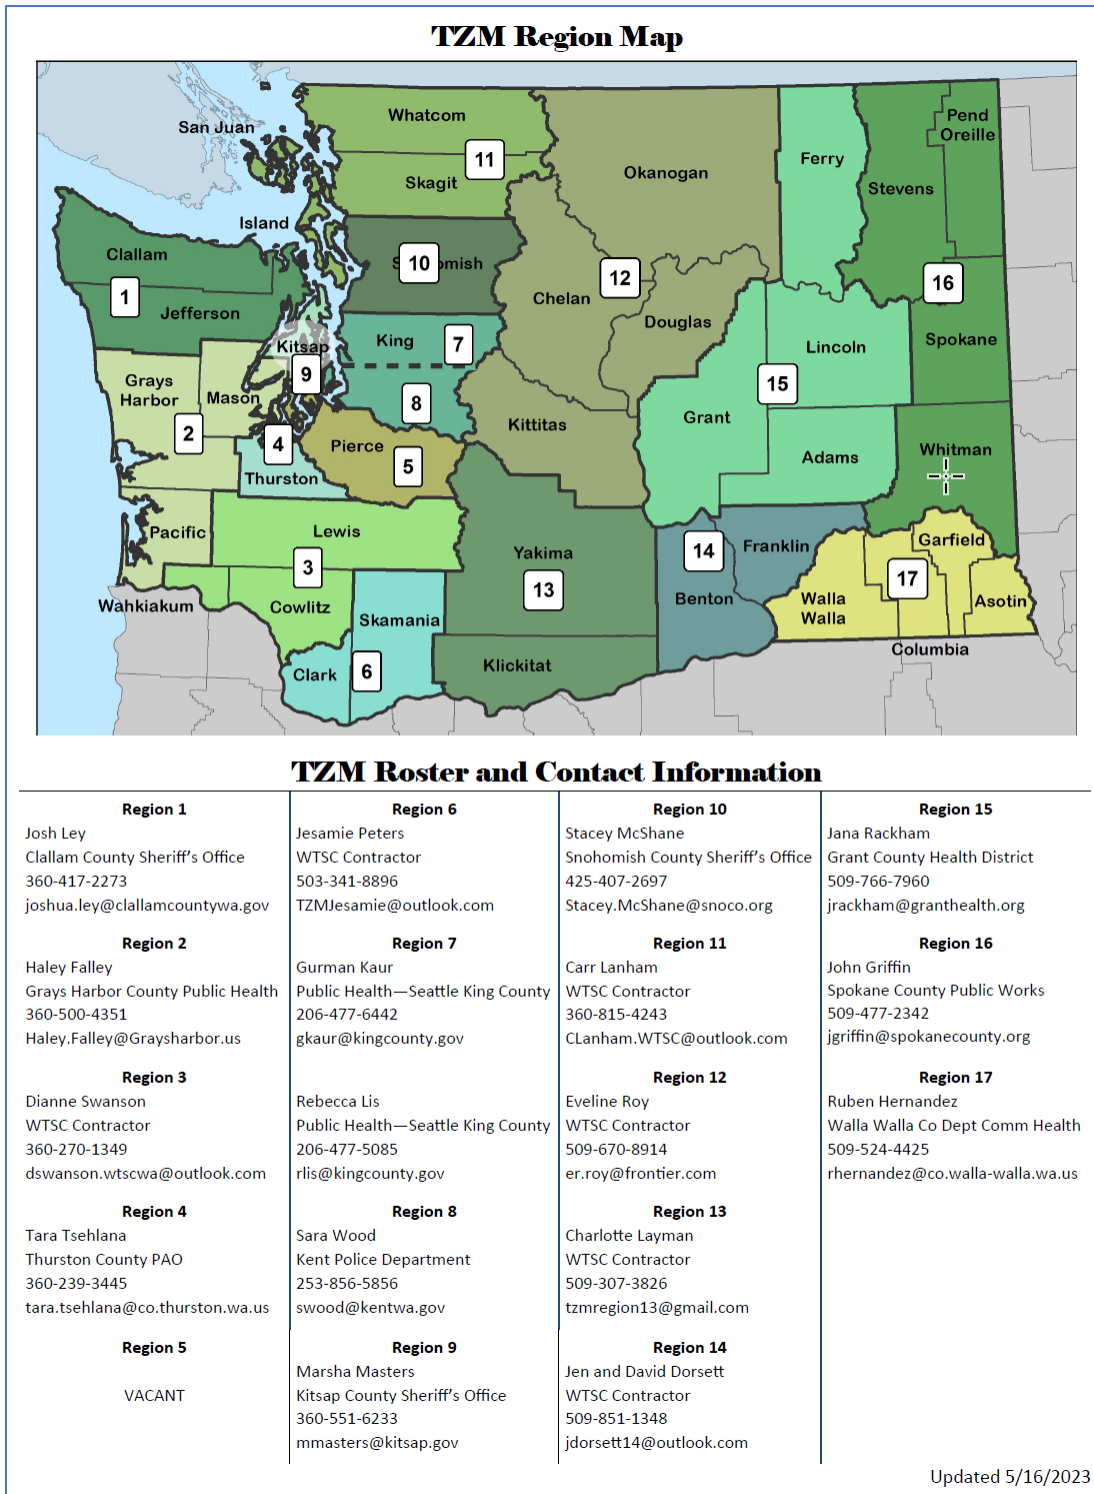 TZM Region Map
Whatcom
Pend
Oreille
San Juan
11
Ferry
Okanogan
Skagit
Stevens
Island
Clallam
10
omish
12
16
1
Chelan
Jefferson
Douglas
King
7
Kitsap
Lincoln
Spokane
9
Grays
Harbor
Mason
15
8
Grant
Kittitas
2
4
Pierce
5
Adams
Whitman
Thurston
Pacific
Lewis
Yakima
14
Franklin
Garfield
3
13
17
Wahkiakum
Cowlitz
Benton
Walla
Walla
Asotin
Skamania
Columbia
Clark
6
Klickitat
TZM Roster and Contact Information
Region 1
Josh Ley
Clallam County Sheriff's Office
360-417-2273
joshua.ley@clallamcountywa.gov
Region 2
Haley Falley
Grays Harbor County Public Health
360-500-4351
Haley.Falley@Graysharbor.us
Region 3
Dianne Swanson
WTSC Contractor
360-270-1349
dswanson.wtscwa@outlook.com
Region 4
Tara Tsehlana
Thurston County PAO
360-239-3445
tara.tsehlana@co.thurston.wa.us
Region 5
VACANT
Region 6
Jesamie Peters
WTSC Contractor
503-341-8896
TZMJesamie@outlook.com
Region 7
Gurman Kaur
Public Health—Seattle King County
206-477-6442
gkaur@kingcounty.gov
Rebecca Lis
Public Health—Seattle King County
206-477-5085
rlis@kingcounty.gov
Region 8
Sara Wood
Kent Police Department
253-856-5856
swood@kentwa.gov
Region 9
Marsha Masters
Kitsap County Sheriff's Office
360-551-6233
mmasters@kitsap.gov
Region 10
Stacey McShane
Snohomish County Sheriff's Office
425-407-2697
Stacey.McShane@snoco.org
Region 11
Carr Lanham
WTSC Contractor
360-815-4243
CLanham.WTSC@outlook.com
Region 12
Eveline Roy
WTSC Contractor
509-670-8914
er.roy@frontier.com
Region 13
Charlotte Layman
WTSC Contractor
509-307-3826
tzmregion13@gmail.com
Region 14
Jen and David Dorsett
WTSC Contractor
509-851-1348
jdorsett14@outlook.com
Region 15
Jana Rackham
Grant County Health District
509-766-7960
jrackham@granthealth.org
Region 16
John Griffin
Spokane County Public Works
509-477-2342
jgriffin@spokanecounty.org
Region 17
Ruben Hernandez
Walla Walla Co Dept Comm Health
509-524-4425
rhernandez@co.walla-walla.wa.us
Updated 5/16/2023